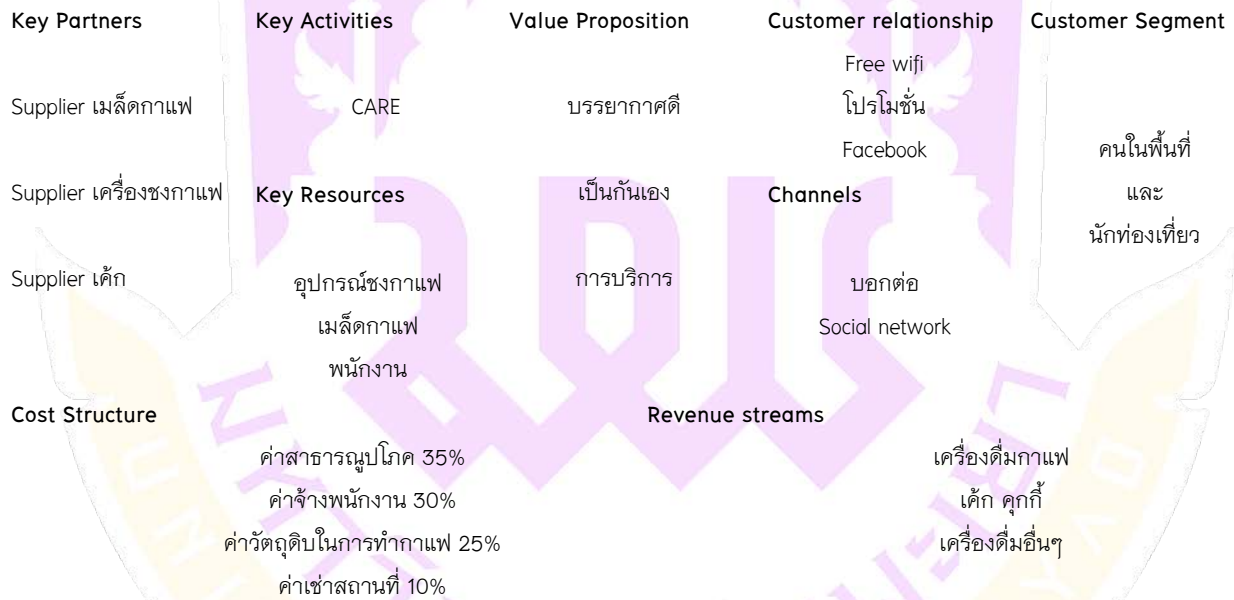 Key Partners
Supplier เมล็ดกาแฟ
Supplier เครื่องชงกาแฟ
Supplier เค้ก
Key Activities
CARE
Key Resources
อุปกรณ์ชงกาแฟ
เมล็ดกาแฟ
พนักงาน
Value Proposition
บรรยากาศดี
เป็นกันเอง
การบริการ
Customer relationship
Free wifi
โปรโมชั่น
Facebook
Channels
บอกต่อ
Social network
Customer Segment
คนในพื้นที่
และ
นักท่องเที่ยว
Cost Structure
ค่าสาธารณูปโภค 35%
ค่าจ้างพนักงาน 30%
ค่าวัตถุดิบในการทำกาแฟ 25%
ค่าเช่าสถานที่ 10%
Revenue streams
เครื่องดื่มกาแฟ
เค้ก คุกกี้
เครื่องดื่มอื่นๆ